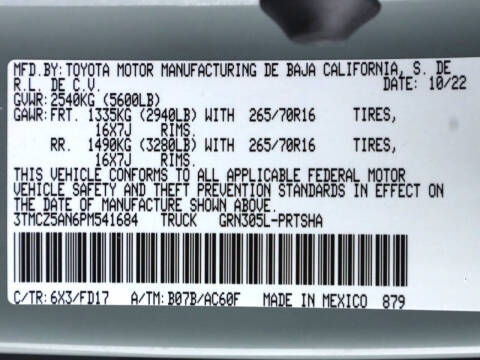 MFD.BY:TOYOTA MOTOR MANUFACTURING DE BAJA CALIFORNIA, S. DE
R.L. DE C.V. DATE: 10/22
GVWR: 2540KG (5600LB)
GAWR: FRT. 1335KG (2940LB) WITH 265/70R16 TIRES,
16X7J RIMS.
RR. 1490KG (3280LB) WITH 265/70R16 TIRES,
16X7J RIMS.
THIS VEHICLE CONFORMS TO ALL APPLICABLE FEDERAL MOTOR
VEHICLE SAFETY AND THEFT PREVENTION STANDARDS IN EFFECT ON
THE DATE OF MANUFACTURE SHOWN ABOVE.
3TMCZ5AN6PM541684 TRUCK GRN305L-PRTSHA
C/TR: 6X3/FD17 A/TM: B07B/AC60F MADE IN MEXICO 879